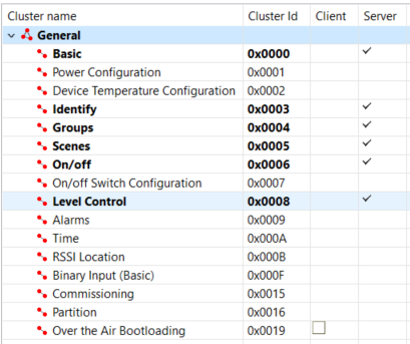 Cluster name Cluster Id Client Server
General
Basic 0x0000
Power Configuration 0x0001
Device Temperature Configuration 0x0002
Identify 0x0003
Groups 0x0004
Scenes 0x0005
On/off 0x0006
On/off Switch Configuration 0x0007
Level Control 0x0008
Alarms 0x0009
Time 0x000A
RSSI Location 0x000B
Binary Input (Basic) 0x000F
Commissioning 0x0015
Partition 0x0016
Over the Air Bootloading 0x0019